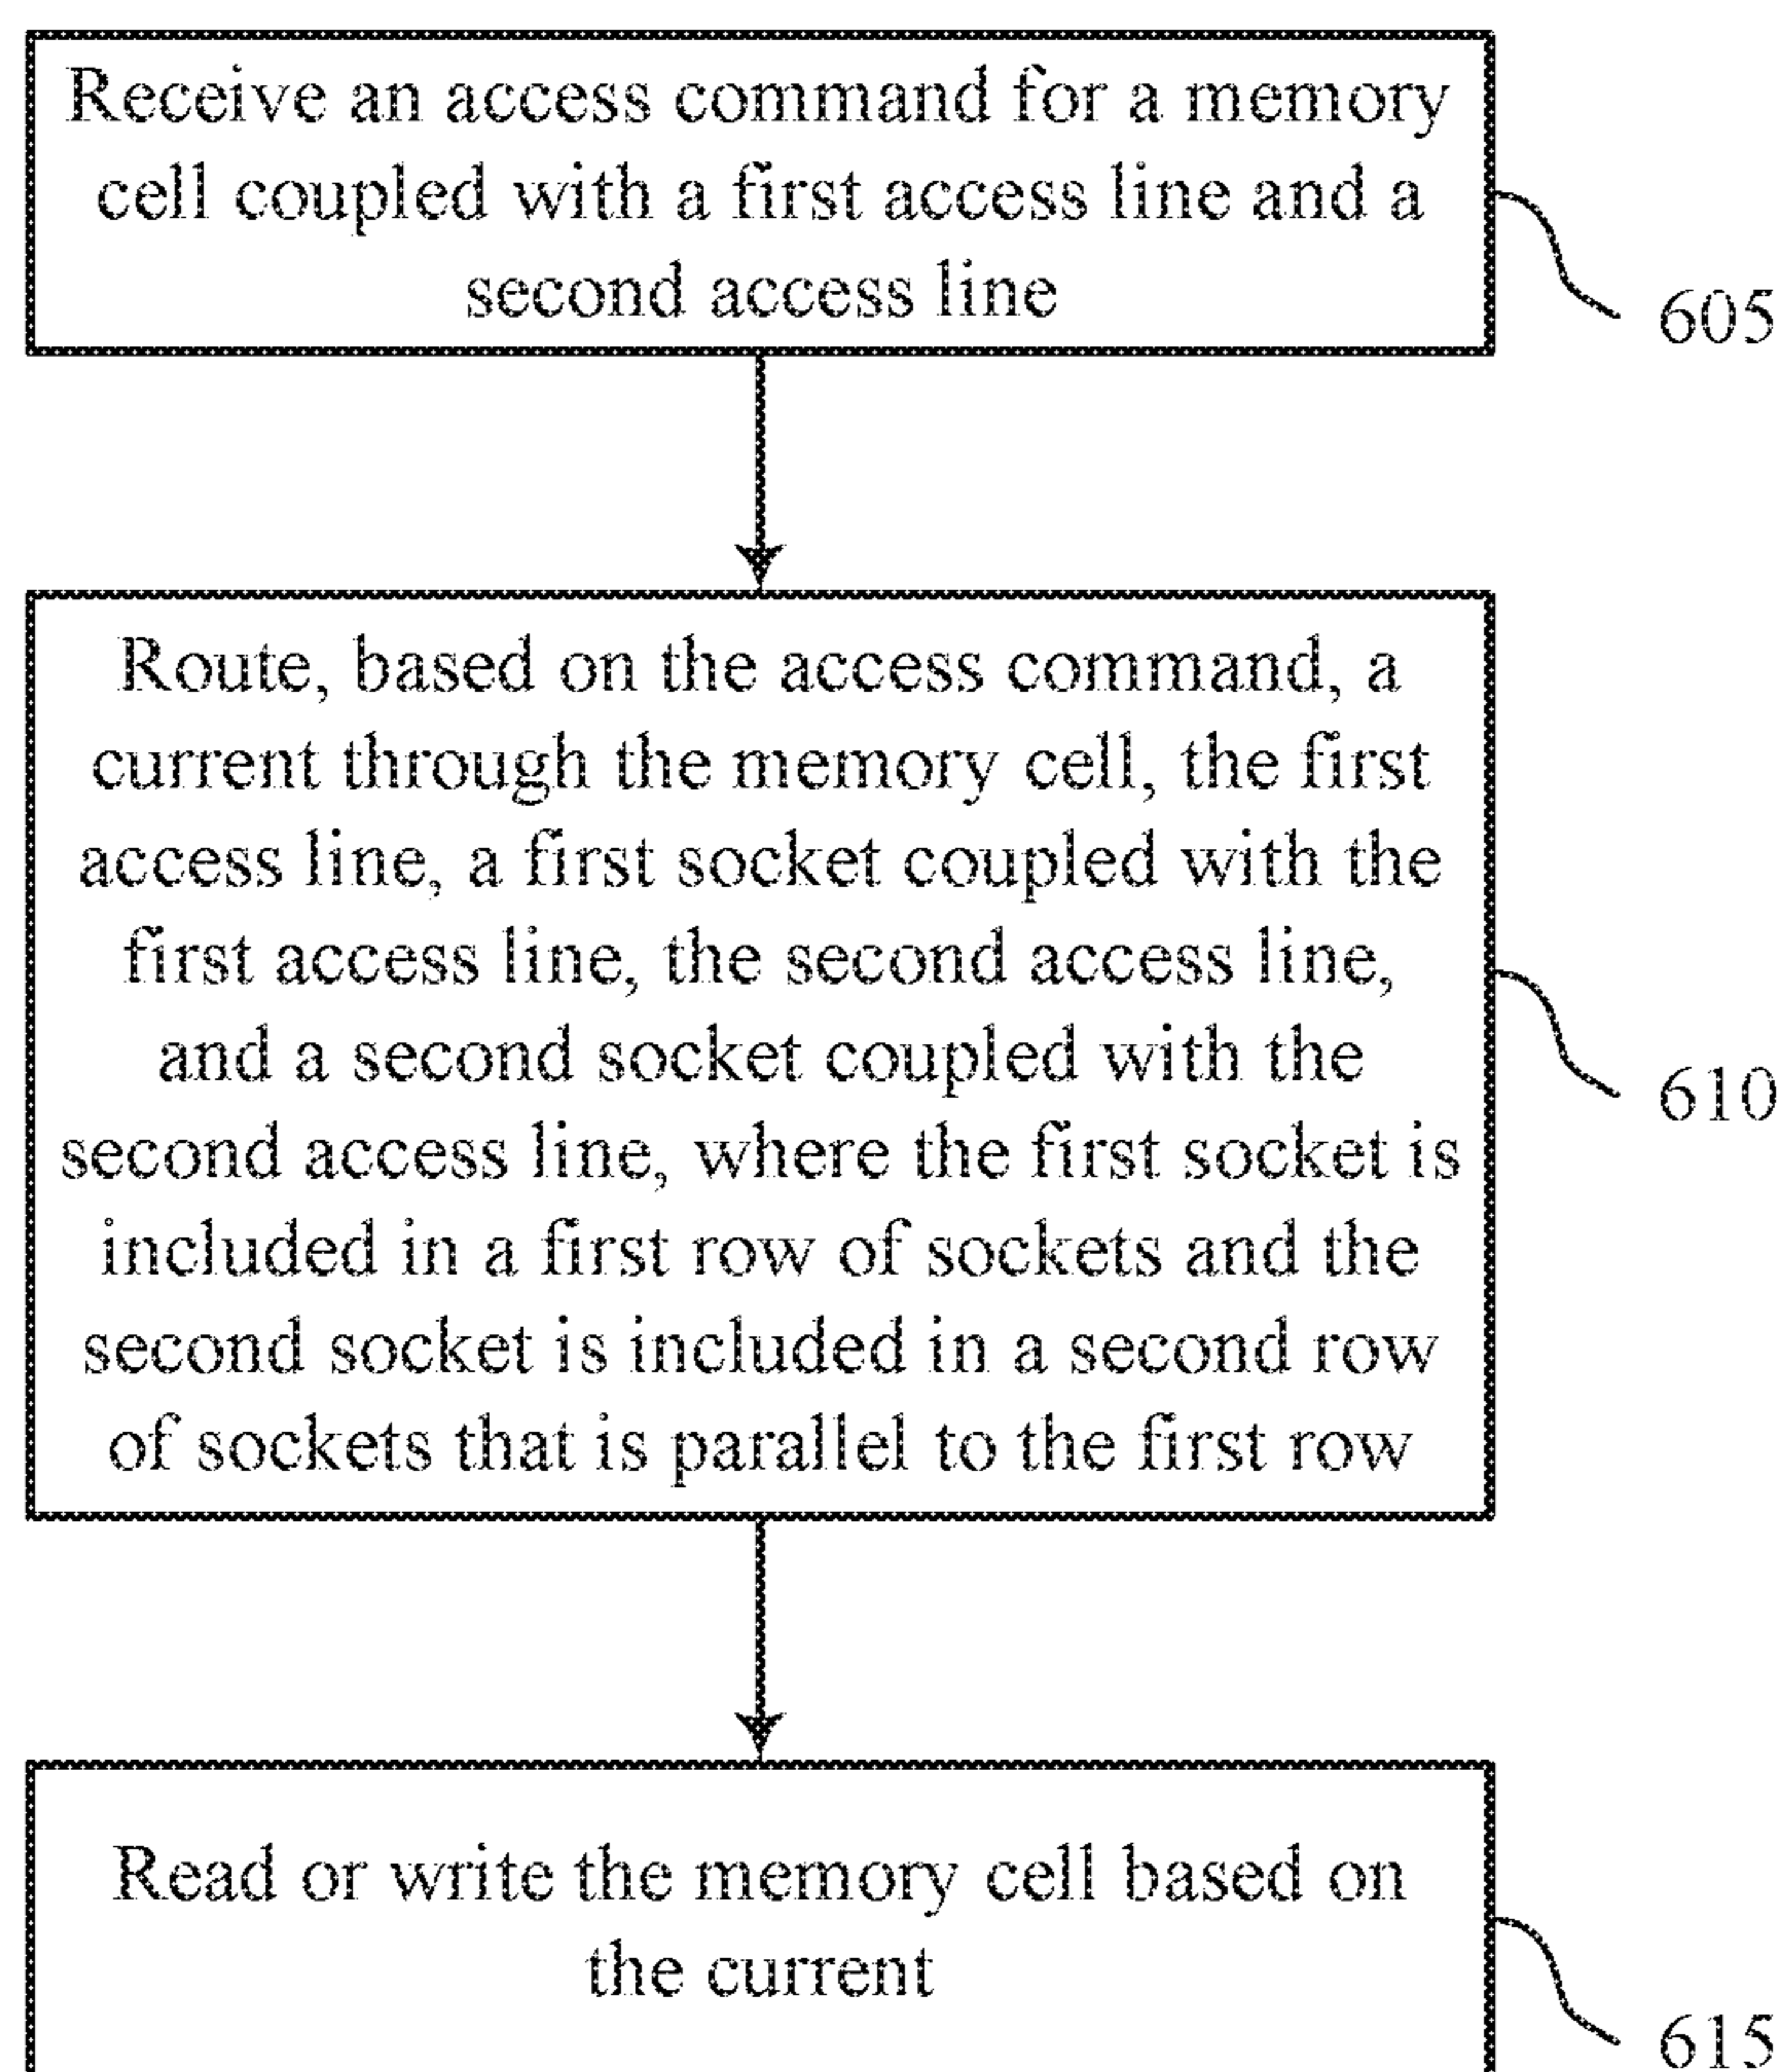 Receive an access command for a memory
cell coupled with a first access line and a
second access line
605
Route, based on the access command, a
current through the memory cell, the first
access line, a first socket coupled with the
first access line, the second access line,
and a second socket coupled with the
second access line, where the first socket is
included in a first row of sockets and the
second socket is included in a second row
of sockets that is parallel to the first row
610
Read or write the memory cell based on
the current
615